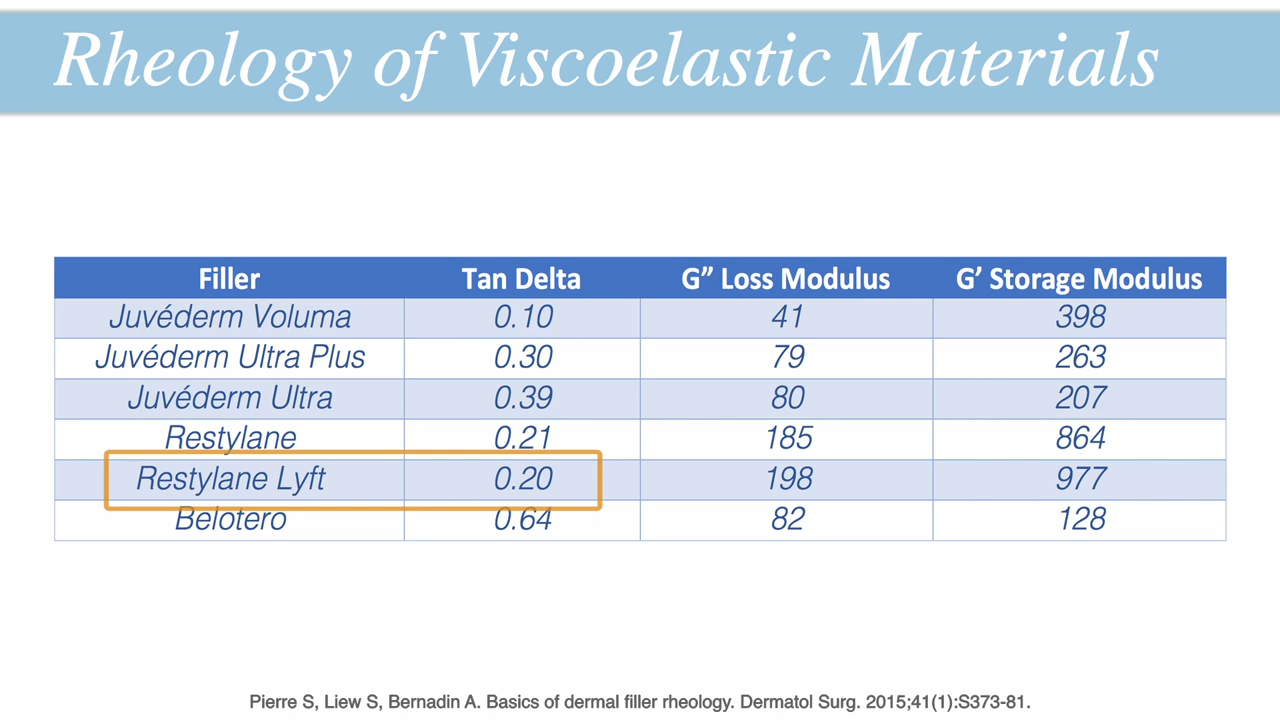 Rheology of Viscoelastic Materials
Filler Tan Delta G” Loss Modulus G’ Storage Modulus
Juvéderm Voluma 0.10 41 398
Juvéderm Ultra Plus 0.30 79 263
Juvéderm Ultra 0.39 80 207
Restylane 0.21 185 864
Restylane Lyft 0.20 198 977
Belotero 0.64 82 128
Pierre S, Liew S, Bernadin A. Basics of dermal filler rheology. Dermatol Surg. 2015;41(1):S373-81.